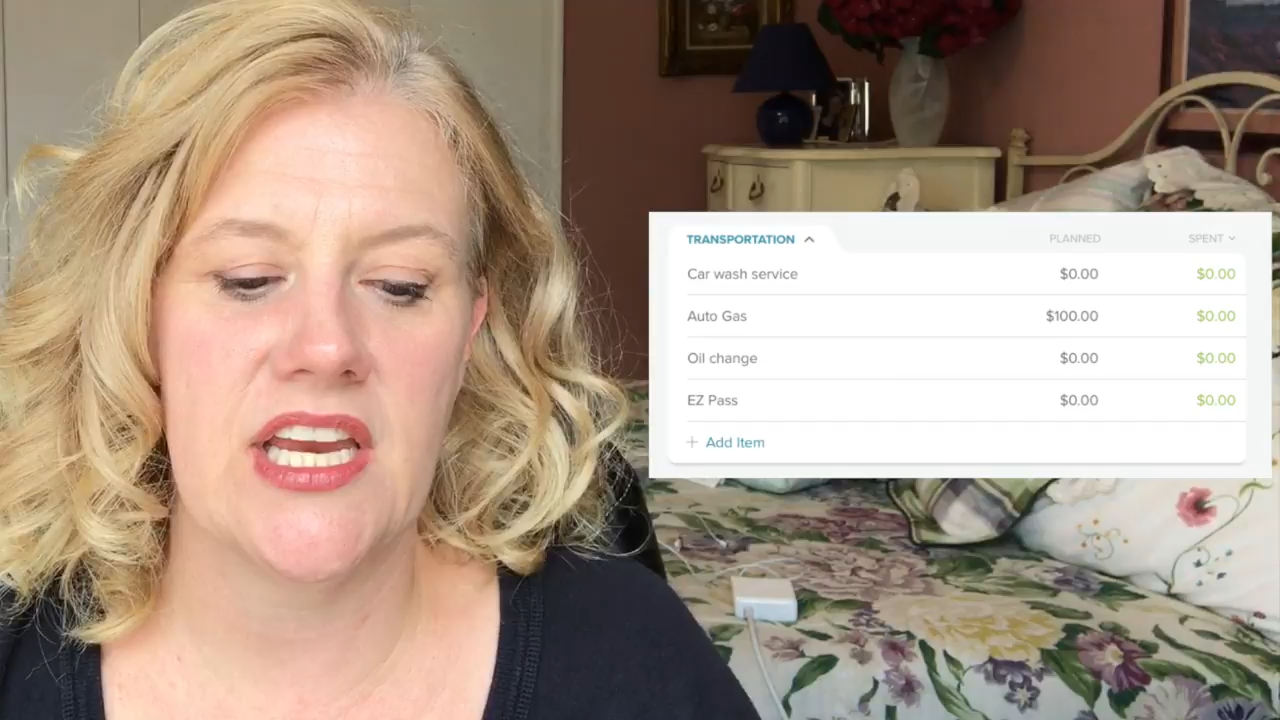 TRANSPORTATION PLANNED SPENT
Car wash service $0.00 $0.00
Auto Gas $100.00 $0.00
Oil change $0.00 $0.00
EZ Pass $0.00 $0.00
+ Add Item